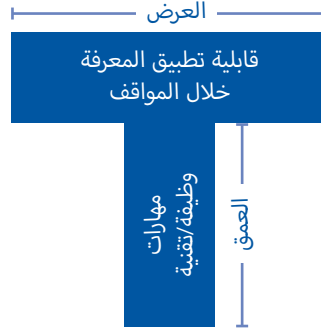 العرض
قابلية تطبيق المعرفة
خلال المواقف
مهارات
وظيفة/تقنية
العمق